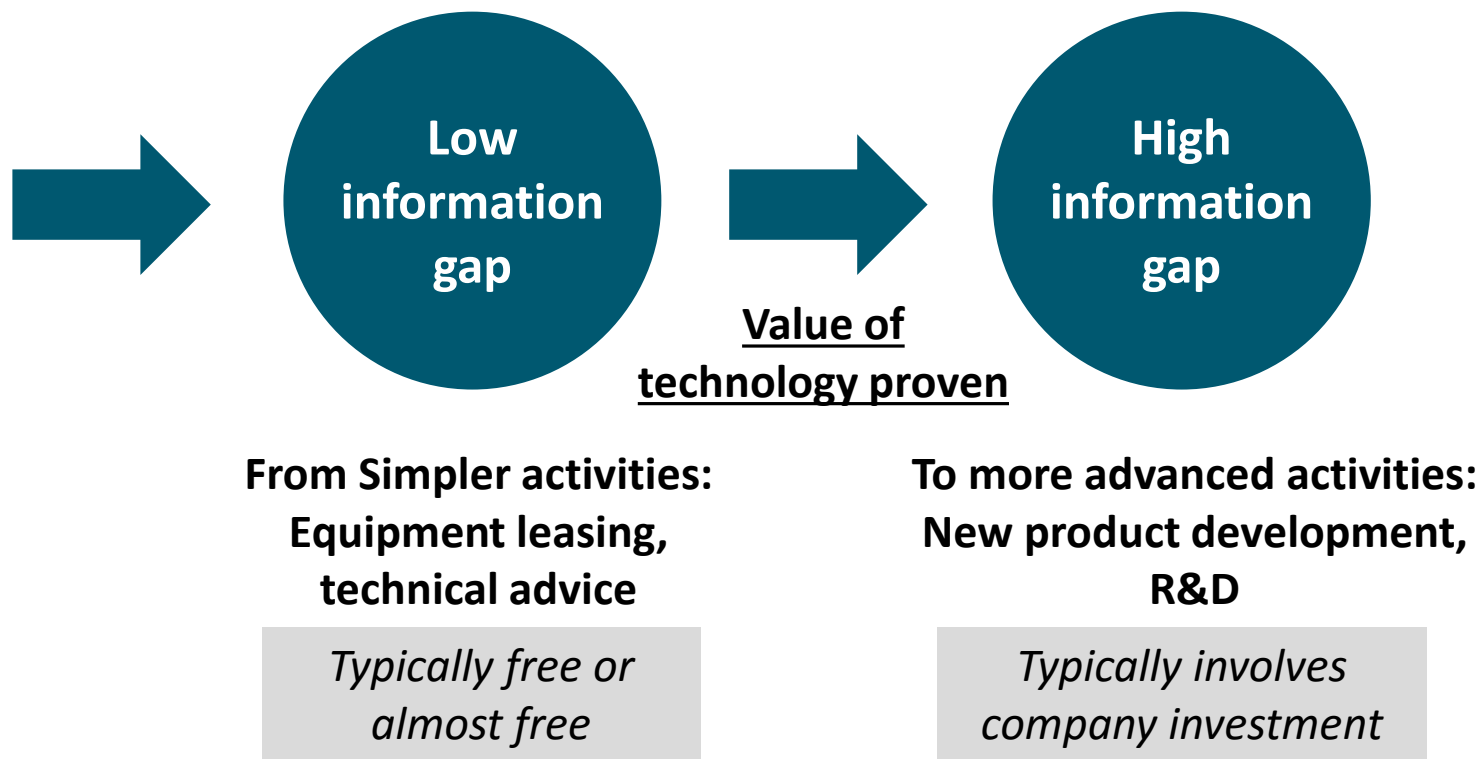 Low
information
gap
Value of
technology proven
High
information
gap
From Simpler activities:
Equipment leasing,
technical advice
Typically free or
almost free
To more advanced activities:
New product development,
R&D
Typically involves
company investment